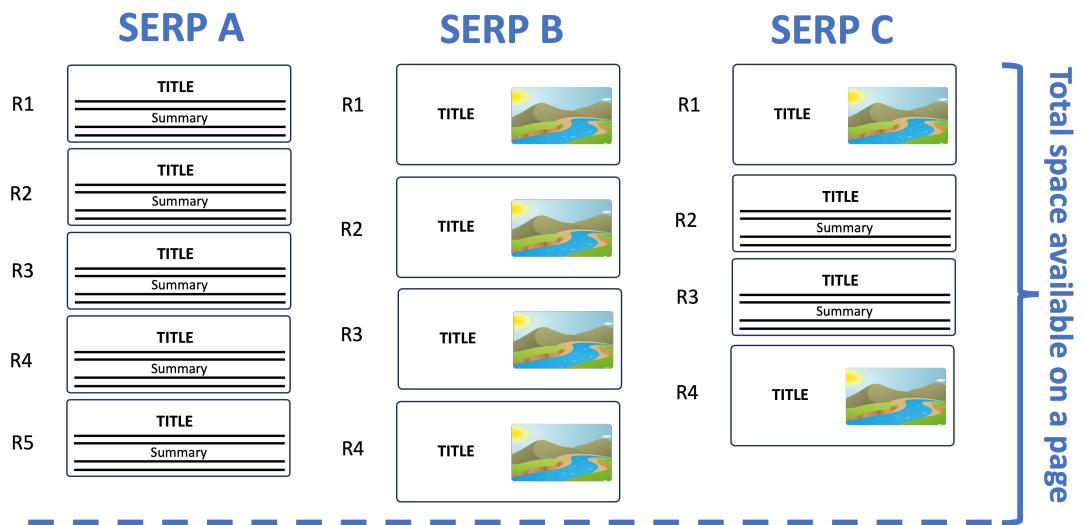 SERP A
R1
TITLE
Summary
R2
TITLE
Summary
R3
TITLE
Summary
R4
TITLE
Summary
R5
TITLE
Summary
SERP B
R1
TITLE
R2
TITLE
R3
TITLE
R4
TITLE
SERP C
R1
TITLE
R2
TITLE
Summary
R3
TITLE
Summary
R4
TITLE
Total space available on a page